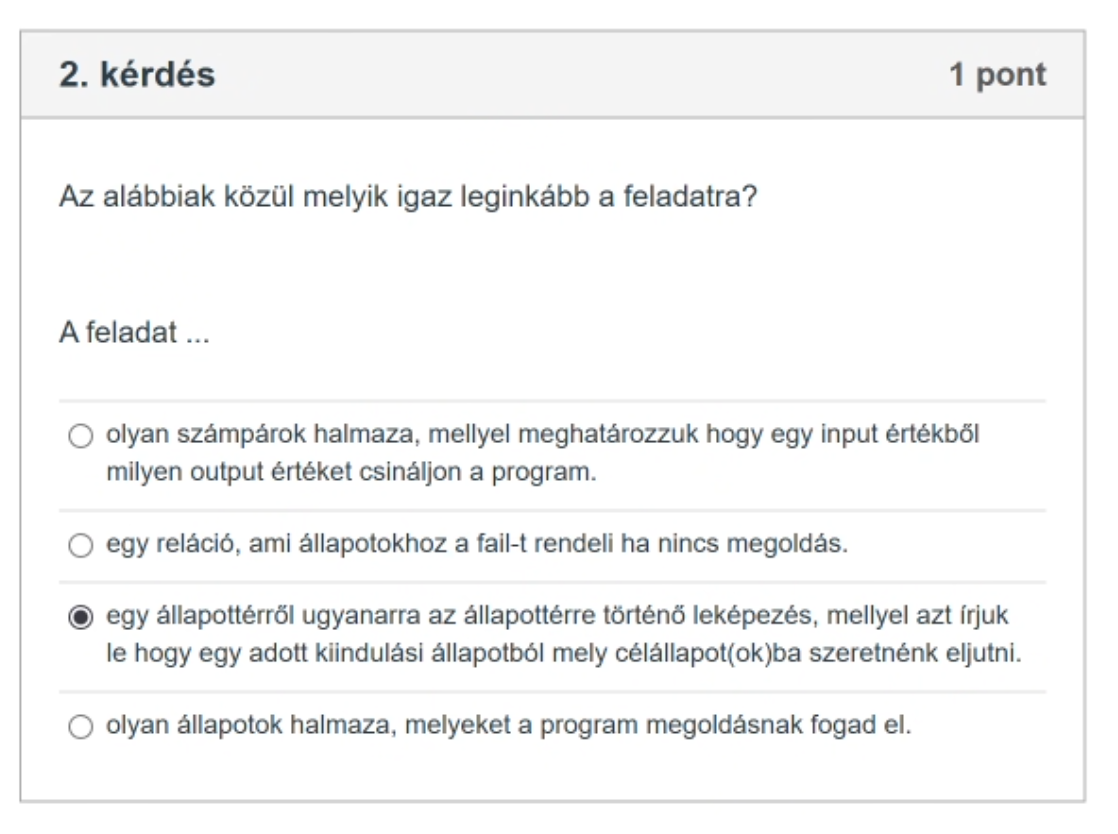 2. kérdés
1 pont
Az alábbiak közül melyik igaz leginkább a feladatra?
A feladat ...
olyan számpárok halmaza, mellyel meghatározzuk hogy egy input értékből
milyen output értéket csináljon a program.
egy reláció, ami állapotokhoz a fail-t rendeli ha nincs megoldás.
egy állapottérről ugyanarra az állapottérre történő leképezés, mellyel azt írjuk
le hogy egy adott kiindulási állapotból mely célállapot(ok)ba szeretnénk eljutni.
olyan állapotok halmaza, melyeket a program megoldásnak fogad el.